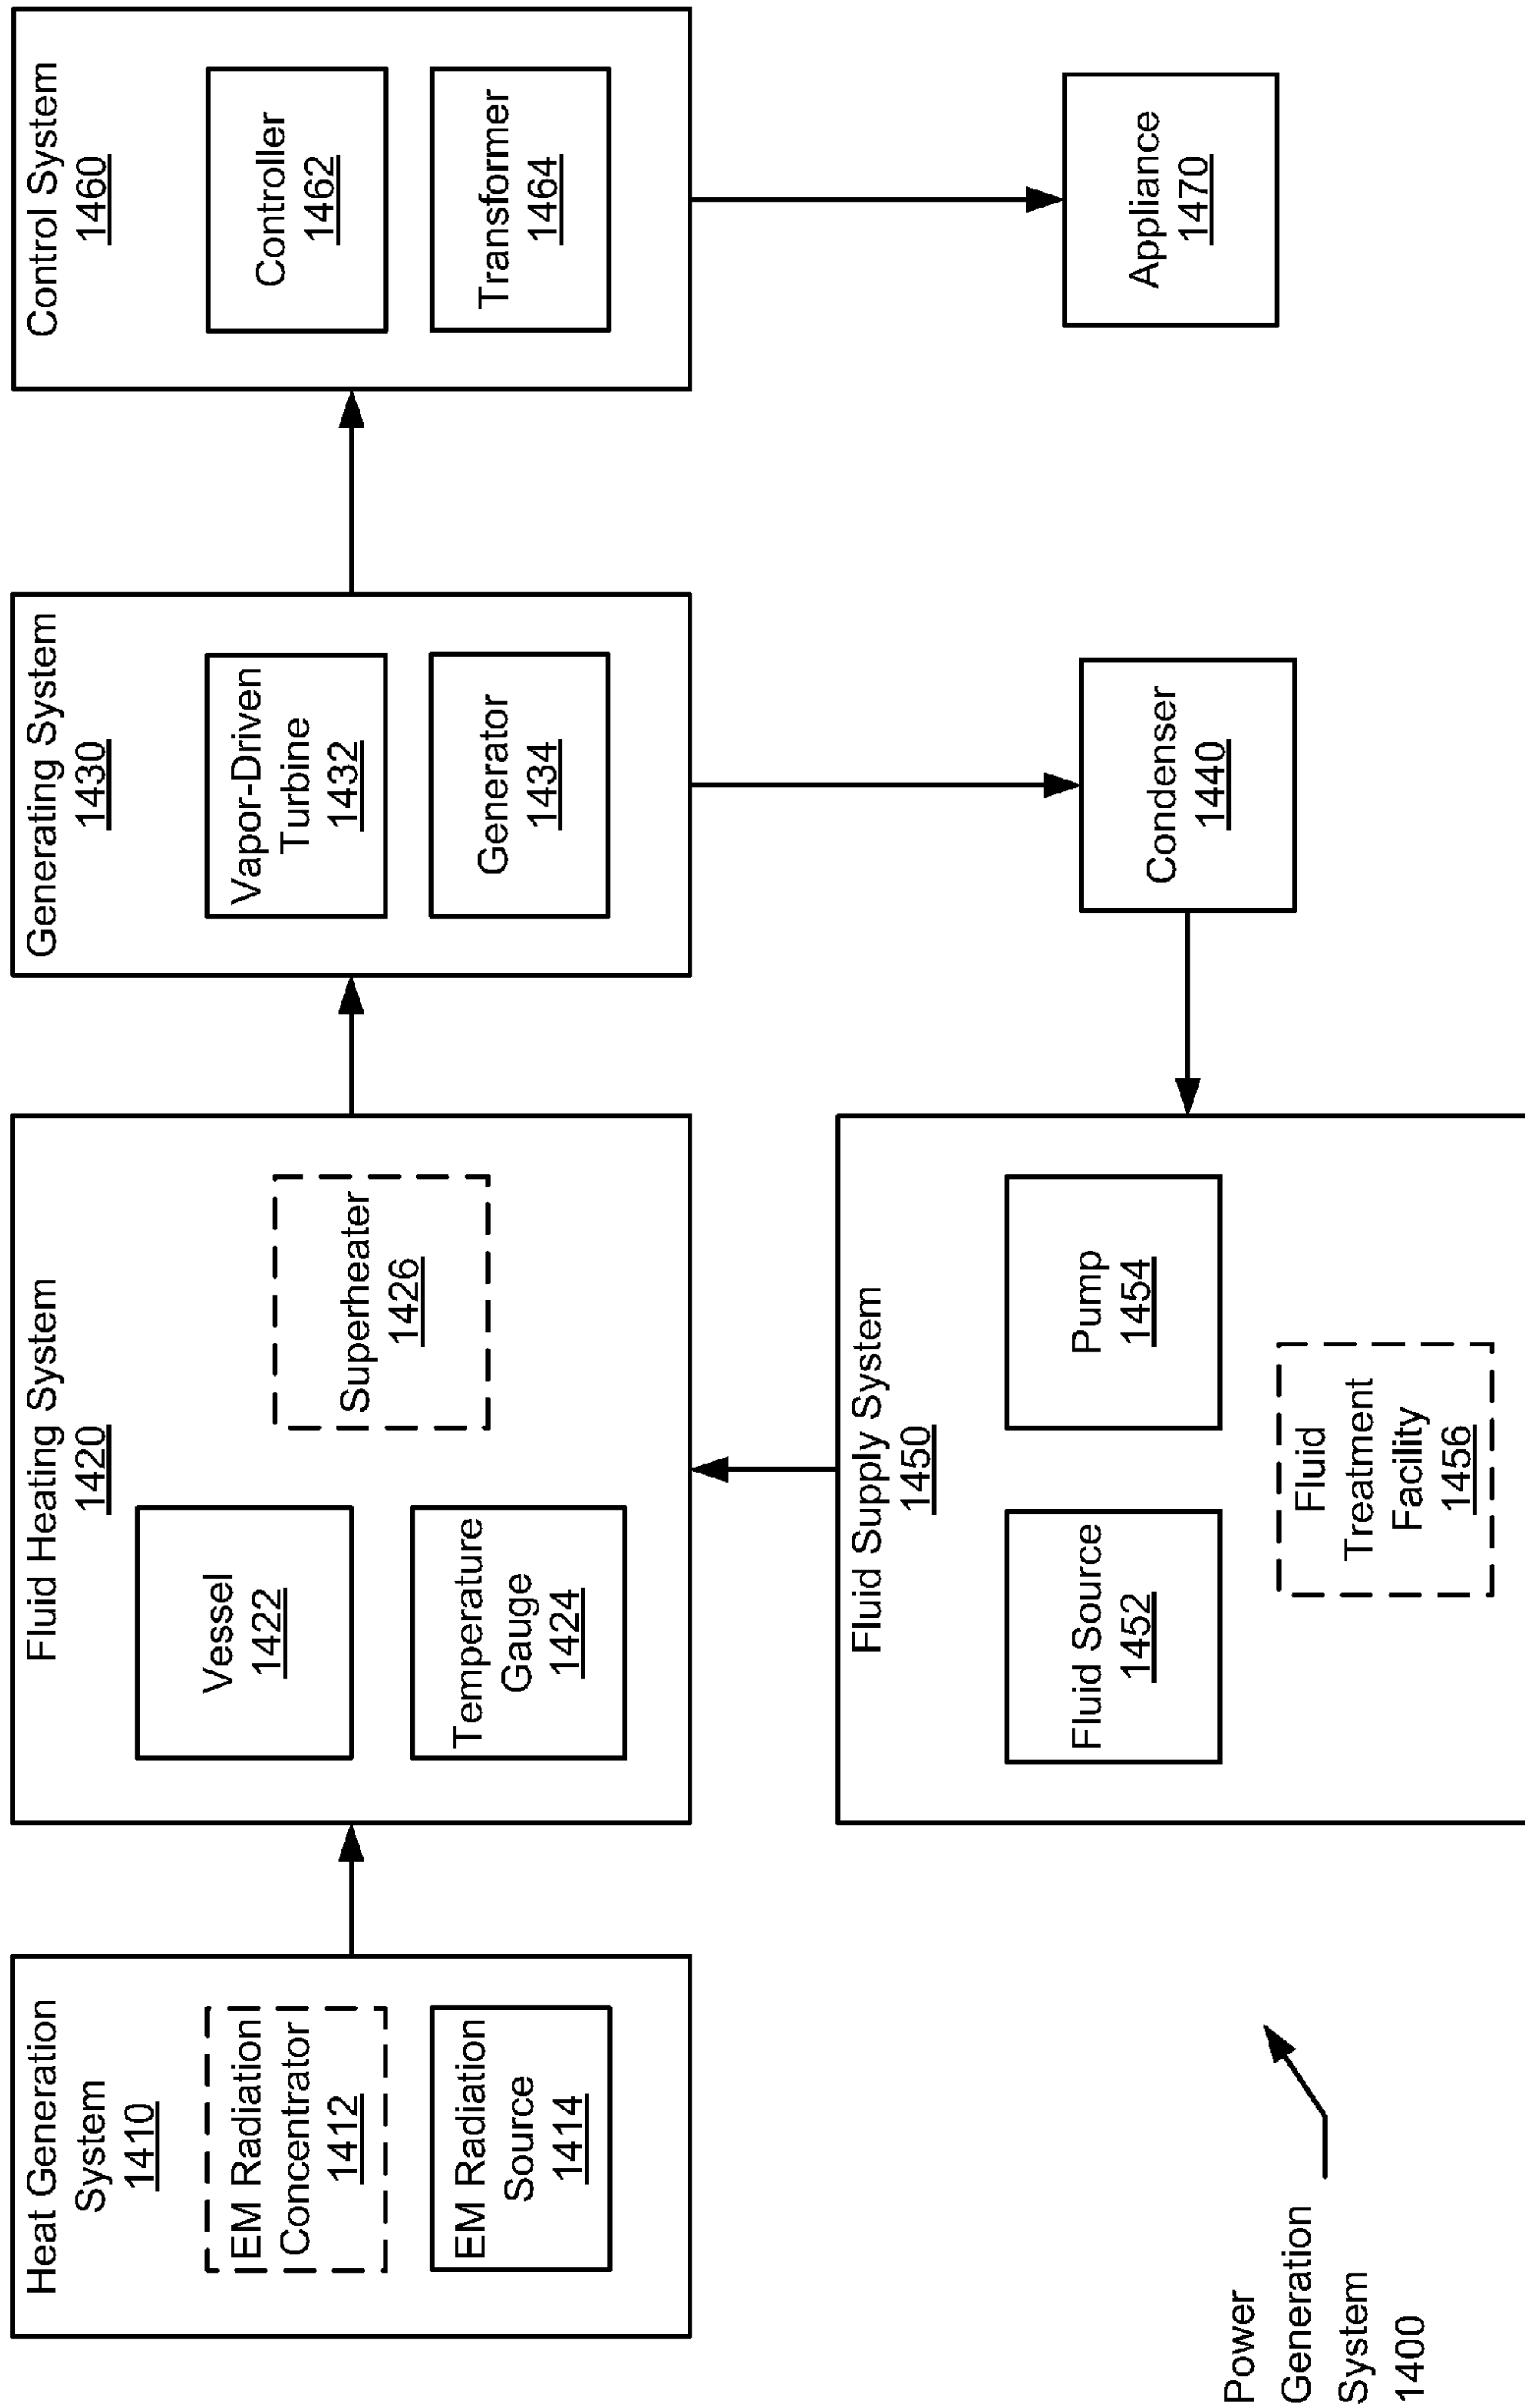 Heat Generation
System
1410
EM Radiation
Concentrator
1412
EM Radiation
Source
1414
Fluid Heating System
1420
Vessel
1422
Temperature
Gauge
1424
Superheater
1426
Generating System
1430
Vapor-Driven
Turbine
1432
Generator
1434
Control System
1460
Controller
1462
Transformer
1464
Fluid Supply System
1450
Fluid Source
1452
Pump
1454
Fluid
Treatment
Facility
1456
Condenser
1440
Appliance
1470
Power
Generation
System
1400